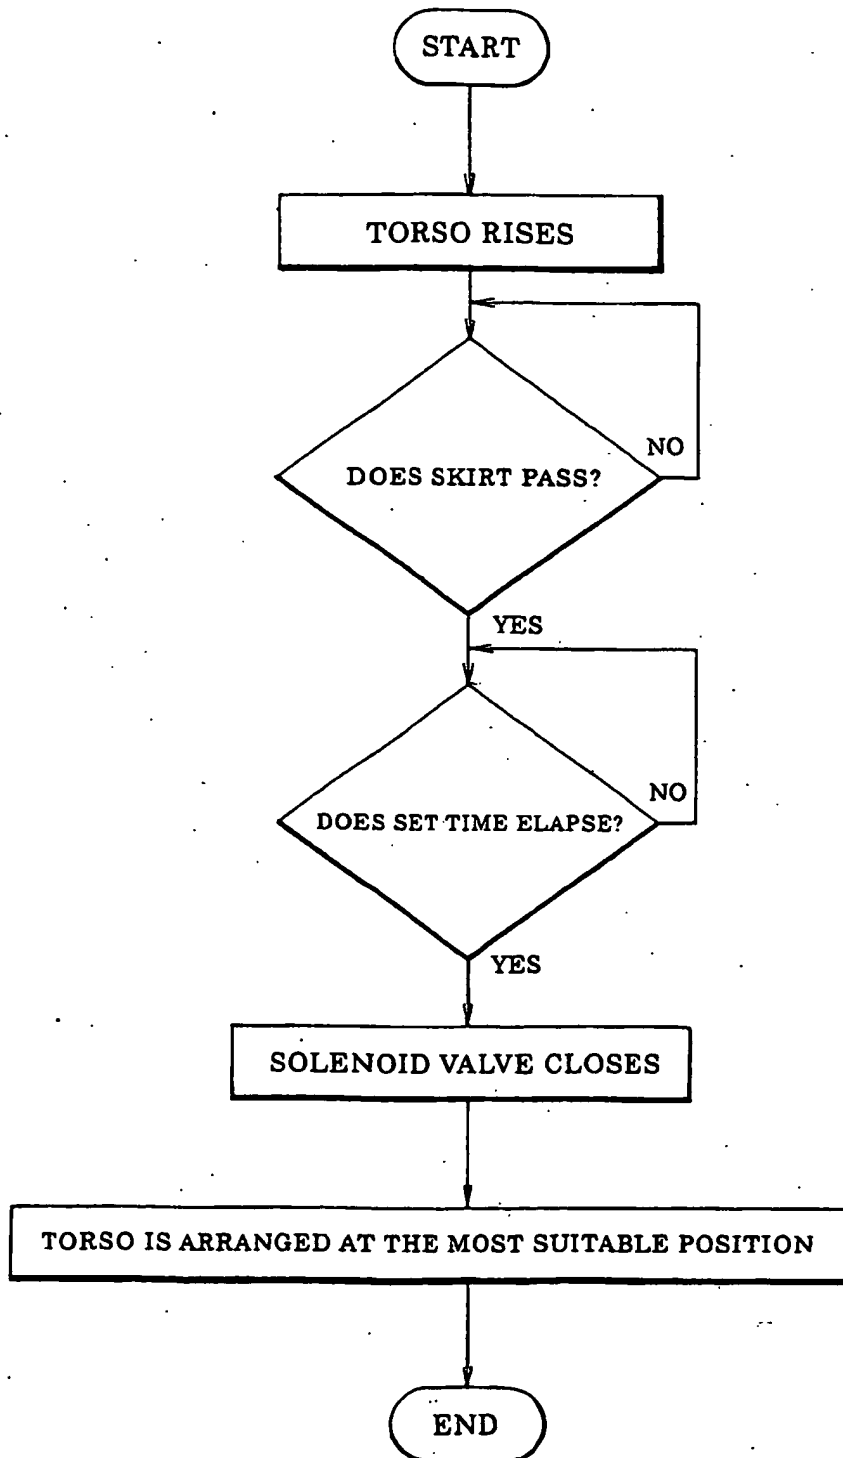 START
TORSO RISES
NO
DOES SKIRT PASS?
YES
NO
DOES SET TIME ELAPSE?
YES
SOLENOID VALVE CLOSES
TORSO IS ARRANGED AT THE MOST SUITABLE POSITION
END